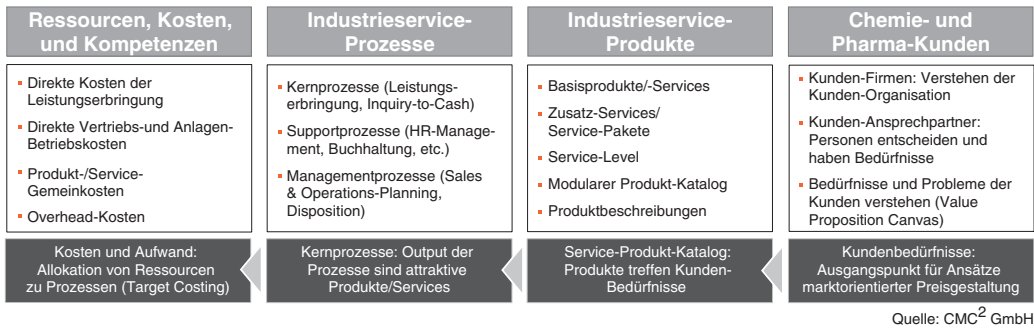 Ressourcen, Kosten,
und Kompetenzen
Direkte Kosten der
Leistungserbringung
Direkte Vertriebs-und Anlagen-
Betriebskosten
Produkt-/Service-
Gemeinkosten
Overhead-Kosten
Kosten und Aufwand:
Allokation von Ressourcen
zu Prozessen (Target Costing)
Industrieservice-
Prozesse
Kernprozesse (Leistungs-
erbringung, Inquiry-to-Cash)
Supportprozesse (HR-Manage-
ment, Buchhaltung, etc.)
Managementprozesse (Sales
& Operations-Planning,
Disposition)
Kernprozesse: Output der
Prozesse sind attraktive
Produkte/Services
Industrieservice-
Produkte
Basisprodukte/-Services
Zusatz-Services/
Service-Pakete
Service-Level
Modularer Produkt-Katalog
Produktbeschreibungen
Service-Produkt-Katalog:
Produkte treffen Kunden-
Bedürfnisse
Chemie- und
Pharma-Kunden
Kunden-Firmen: Verstehen der
Kunden-Organisation
Kunden-Ansprechpartner:
Personen entscheiden und
haben Bedürfnisse
Bedürfnisse und Probleme der
Kunden verstehen (Value
Proposition Canvas)
Kundenbedürfnisse:
Ausgangspunkt für Ansätze
marktorientierter Preisgestaltung
Quelle: CMC² GmbH